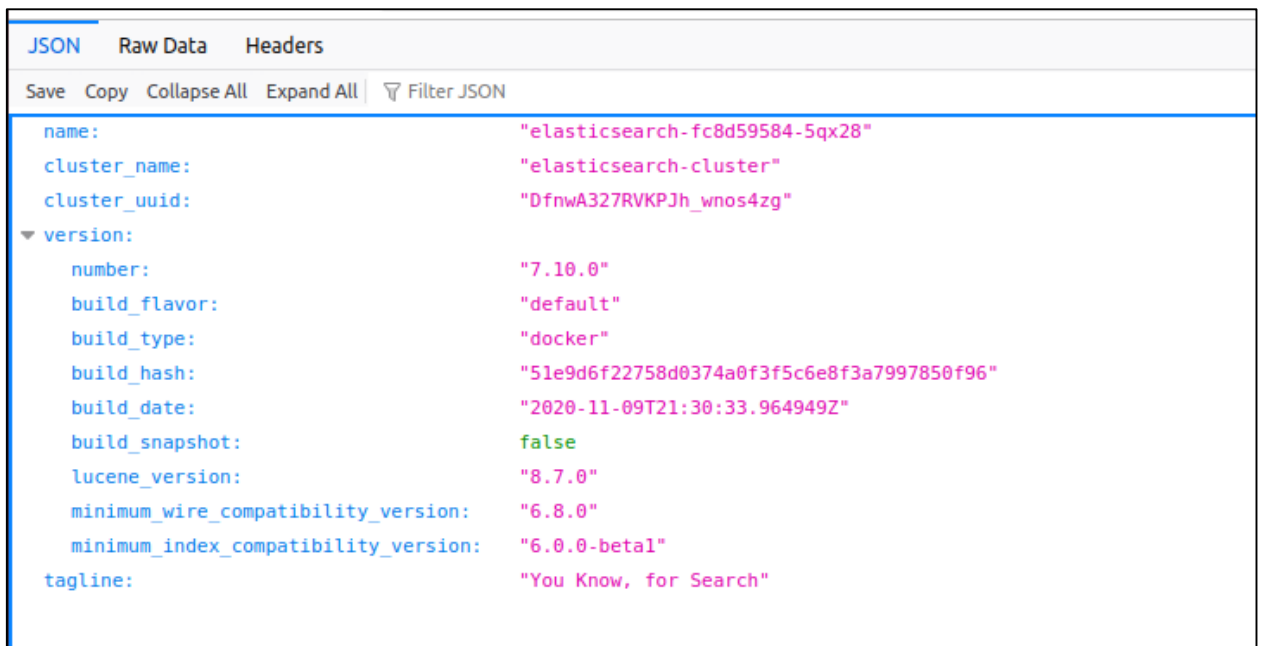 JSON Raw Data Headers
Save Copy Collapse All Expand All Filter JSON
name: "elasticsearch-fc8d59584-5qx28"
cluster_name: "elasticsearch-cluster"
cluster_uuid: "DfnwA327RVKPJh_wnos4zg"
version:
number: "7.10.0"
build_flavor: "default"
build_type: "docker"
build_hash: "51e9d6f22758d0374a0f3f5c6e8f3a7997850f96"
build_date: "2020-11-09T21:30:33.964949Z"
build_snapshot: false
lucene_version: "8.7.0"
minimum_wire_compatibility_version: "6.8.0"
minimum_index_compatibility_version: "6.0.0-beta1"
tagline: "You Know, for Search"